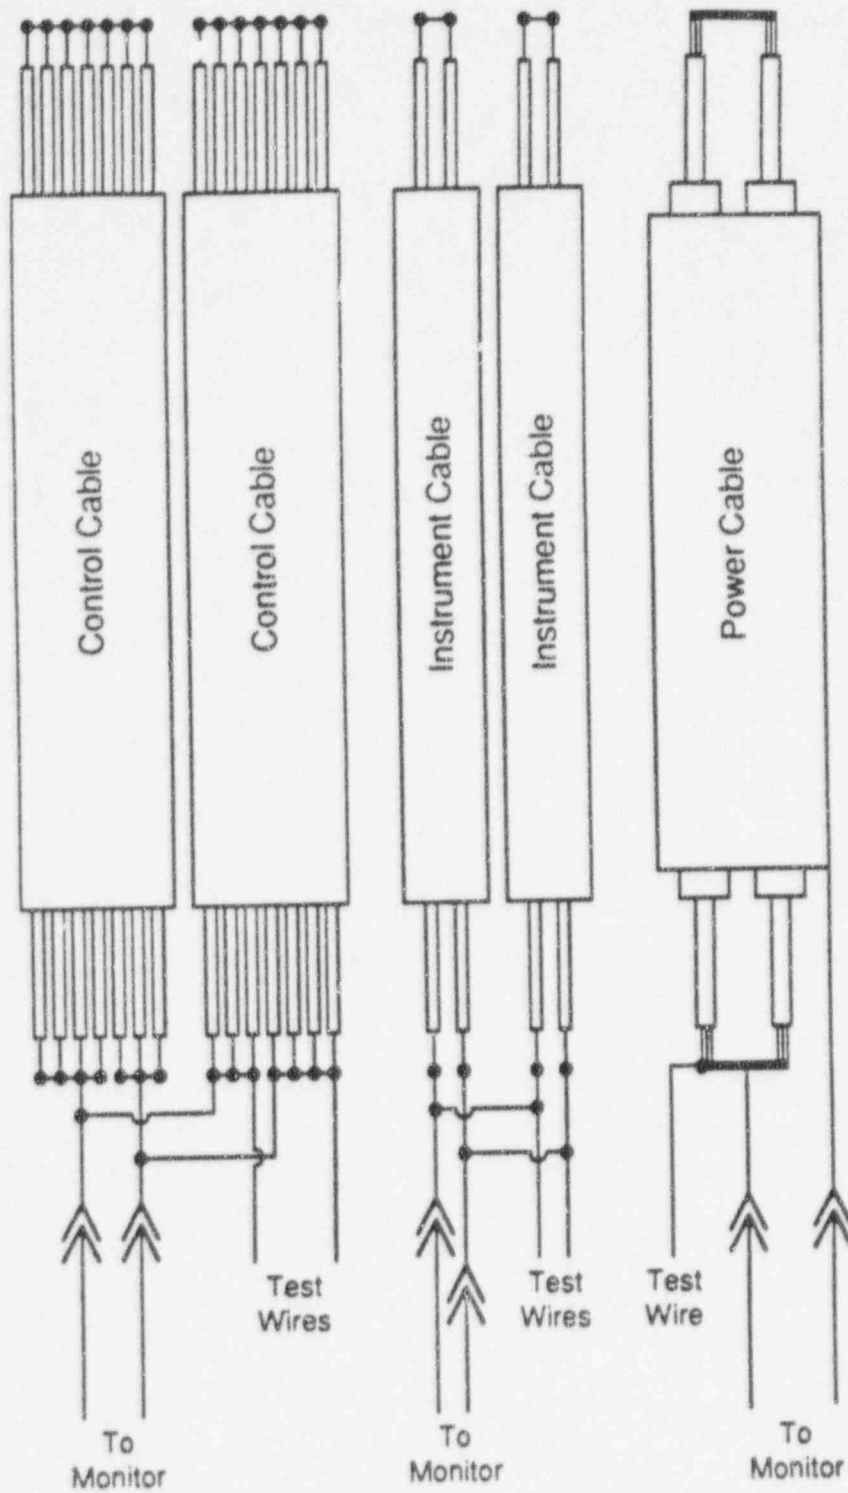 Control Cable
Control Cable
Instrument Cable
Instrument Cable
Power Cable
Test
Wires
Test
Wires
Test
Wire
To
Monitor
To
Monitor
To
Monitor